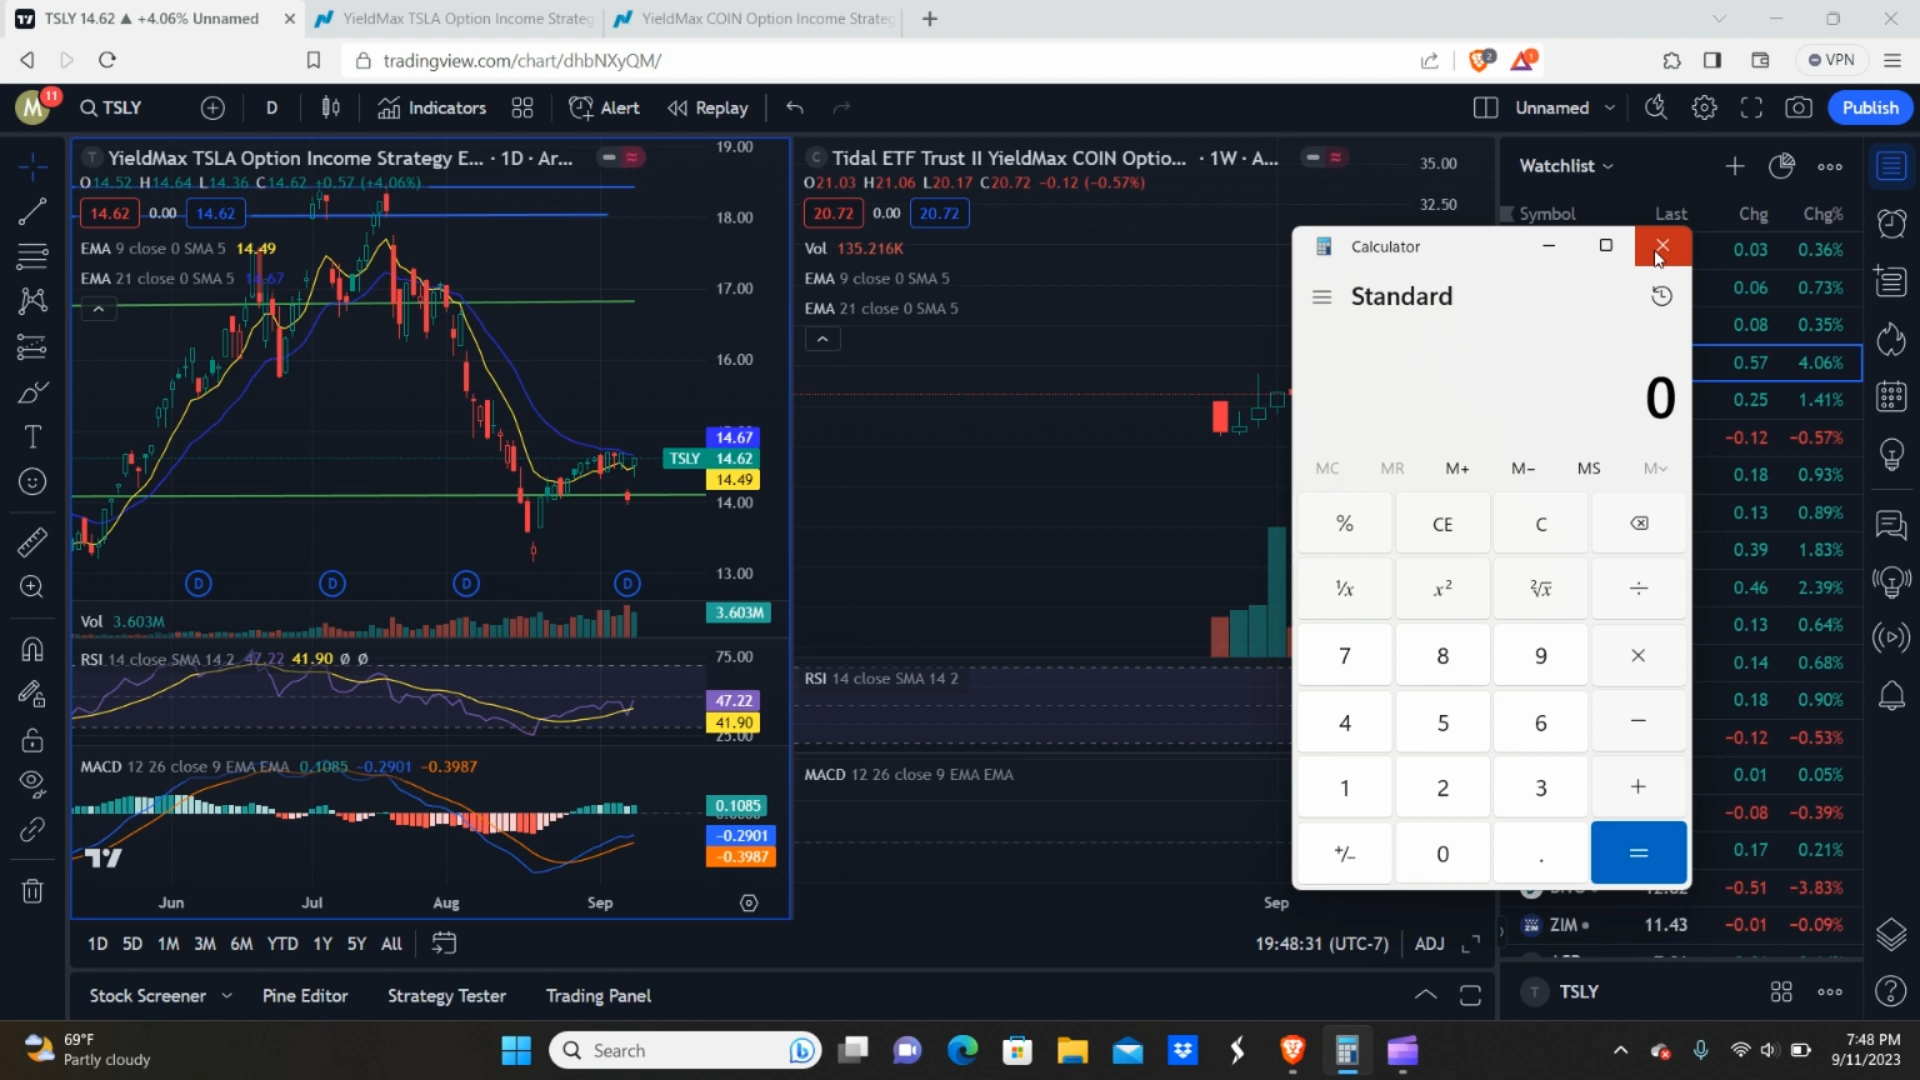 TSLY 14.62 ▲ +4.06% Unnamed
YieldMax TSLA Option Income Strateg
YieldMax COIN Option Income Strateg
tradingview.com/chart/dhbNXyQM/
2
1
VPN
M
11
TSLY
D
Indicators
Alert
Replay
Unnamed
Publish
T YieldMax TSLA Option Income Strategy E... · 1D · Ar...
O14.52 H14.64 L14.36 C14.62 +0.57 (+4.06%)
14.62 0.00 14.62
EMA 9 close 0 SMA 5 14.49
EMA 21 close 0 SMA 5 14.67
19.00
18.00
17.00
16.00
14.67
TSLY 14.62
14.49
14.00
13.00
D D D D
Vol 3.603M
3.603M
RSI 14 close SMA 14 2 47.22 41.90 Ø Ø
75.00
47.22
41.90
25.00
MACD 12 26 close 9 EMA EMA 0.1085 −0.2901 −0.3987
0.1085
−0.2901
−0.3987
Jun Jul Aug Sep
C Tidal ETF Trust II YieldMax COIN Optio... · 1W · A...
O21.03 H21.06 L20.17 C20.72 −0.12 (−0.57%)
20.72 0.00 20.72
Vol 135.216K
EMA 9 close 0 SMA 5
EMA 21 close 0 SMA 5
35.00
32.50
RSI 14 close SMA 14 2
MACD 12 26 close 9 EMA EMA
Sep
Calculator
Standard
0
MC MR M+ M− MS M
% CE C
¹/x x² ²√x ÷
7 8 9 ×
4 5 6 −
1 2 3 +
+/− 0 . =
Watchlist
Symbol Last Chg Chg%
0.03 0.36%
0.06 0.73%
0.08 0.35%
0.57 4.06%
0.25 1.41%
−0.12 −0.57%
0.18 0.93%
0.13 0.89%
0.39 1.83%
0.46 2.39%
0.13 0.64%
0.14 0.68%
0.18 0.90%
−0.12 −0.53%
0.01 0.05%
−0.08 −0.39%
0.17 0.21%
−0.51 −3.83%
ZIM 11.43 −0.01 −0.09%
T TSLY
1D 5D 1M 3M 6M YTD 1Y 5Y All
19:48:31 (UTC-7) ADJ
Stock Screener Pine Editor Strategy Tester Trading Panel
69°F
Partly cloudy
Search
7:48 PM
9/11/2023